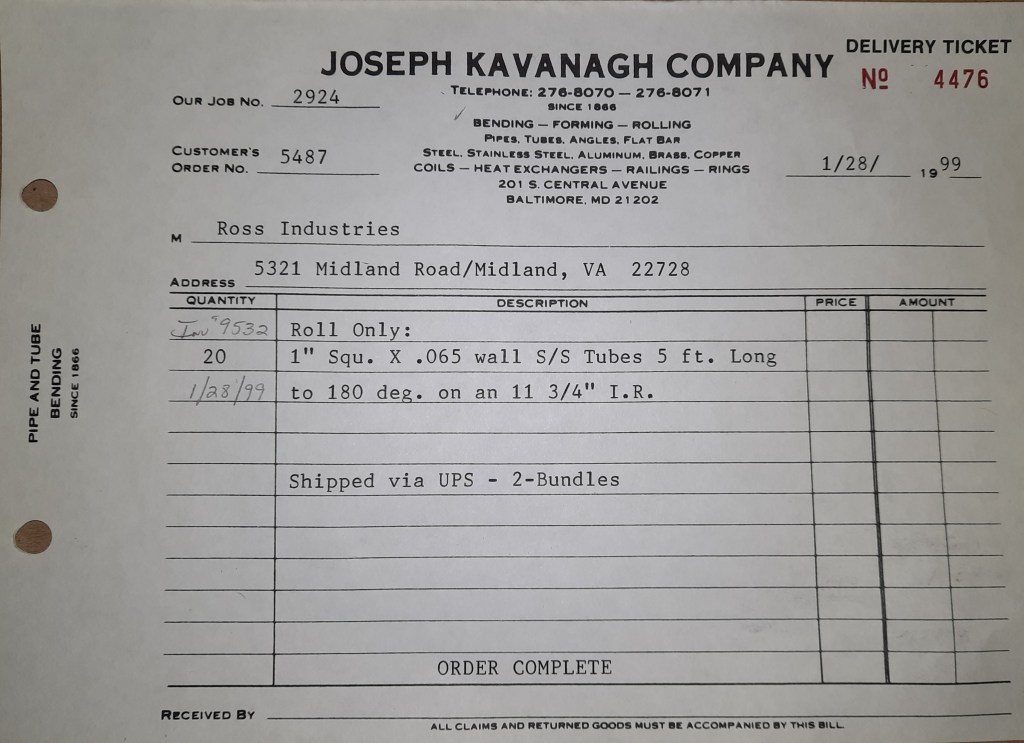 DELIVERY TICKET
JOSEPH KAVANAGH COMPANY
Nº 4476
OUR JOB NO. 2924
TELEPHONE: 276-8070 — 276-8071
SINCE 1866
BENDING — FORMING — ROLLING
PIPES, TUBES, ANGLES, FLAT BAR
CUSTOMER'S ORDER NO. 5487
STEEL, STAINLESS STEEL, ALUMINUM, BRASS, COPPER
COILS — HEAT EXCHANGERS — RAILINGS — RINGS
1/28/ 1999
201 S. CENTRAL AVENUE
BALTIMORE, MD 21202
M Ross Industries
ADDRESS 5321 Midland Road/Midland, VA 22728
QUANTITY DESCRIPTION PRICE AMOUNT
Inv# 9532 Roll Only:
20 1" Squ. X .065 wall S/S Tubes 5 ft. Long
1/28/99 to 180 deg. on an 11 3/4" I.R.
Shipped via UPS - 2-Bundles
ORDER COMPLETE
RECEIVED BY
ALL CLAIMS AND RETURNED GOODS MUST BE ACCOMPANIED BY THIS BILL
PIPE AND TUBE
BENDING
SINCE 1866